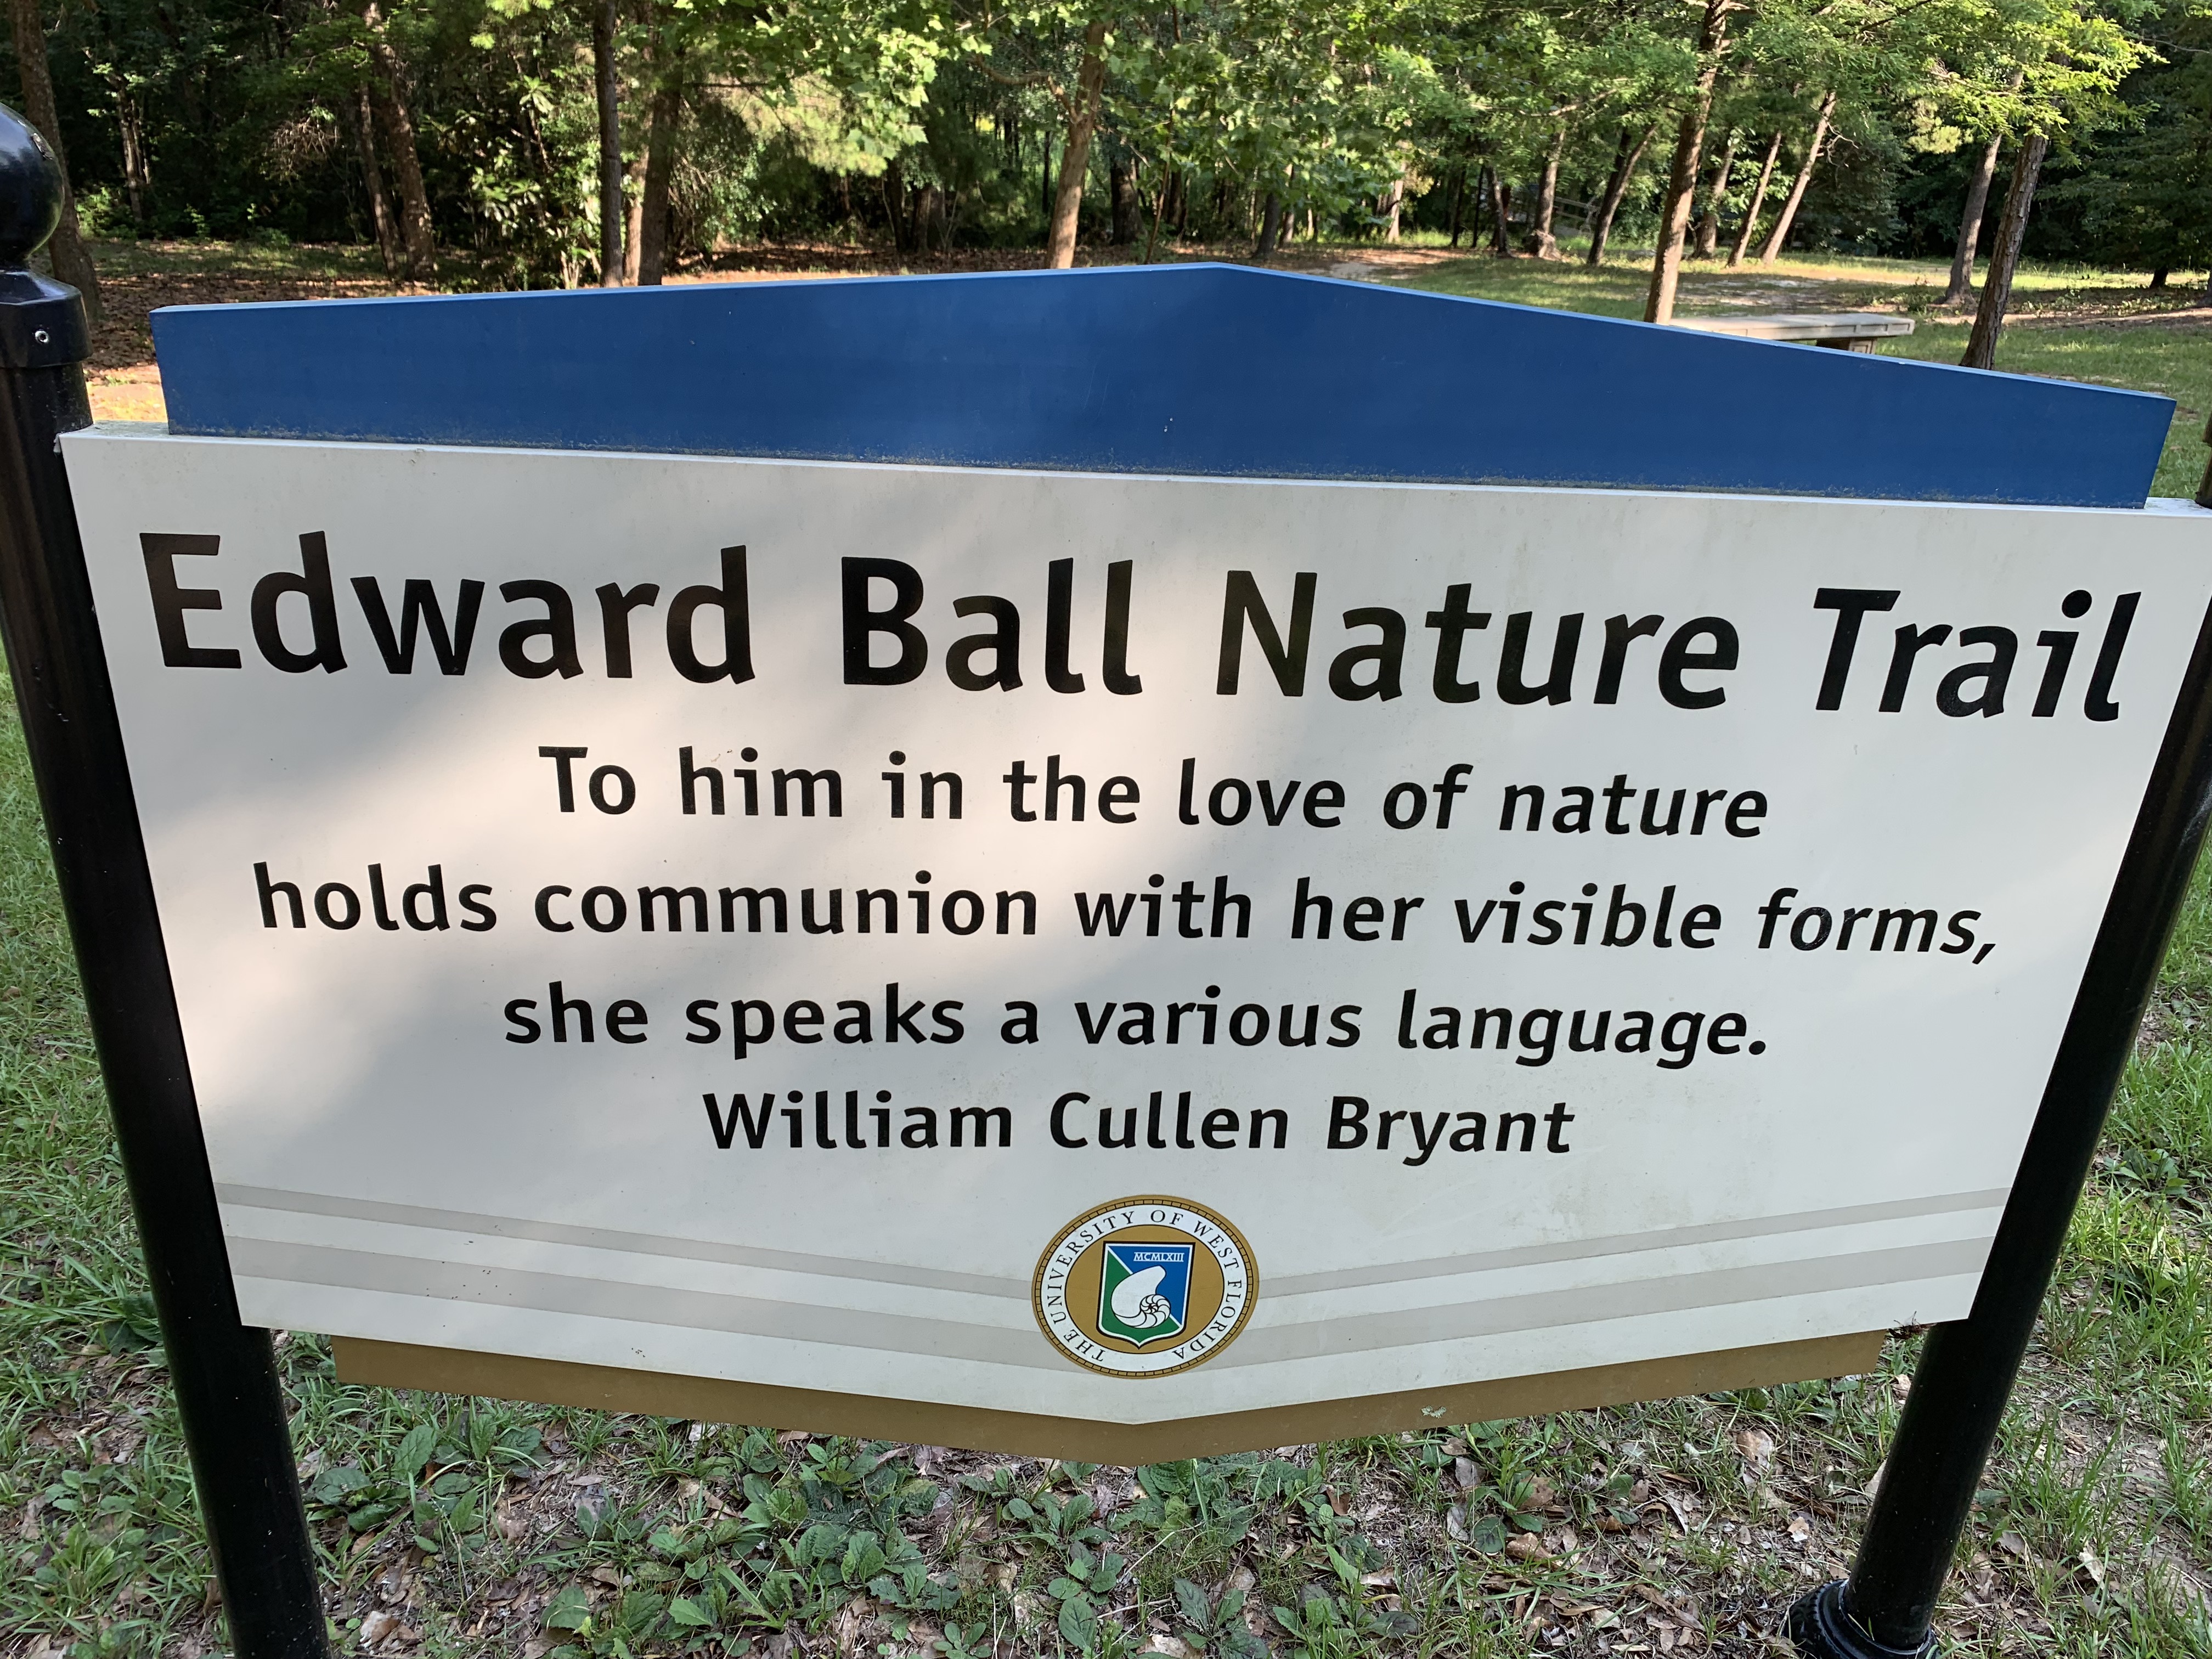 Edward Ball Nature Trail
To him in the love of nature
holds communion with her visible forms,
she speaks a various language.
William Cullen Bryant
THE UNIVERSITY OF WEST FLORIDA
MCMLXIII